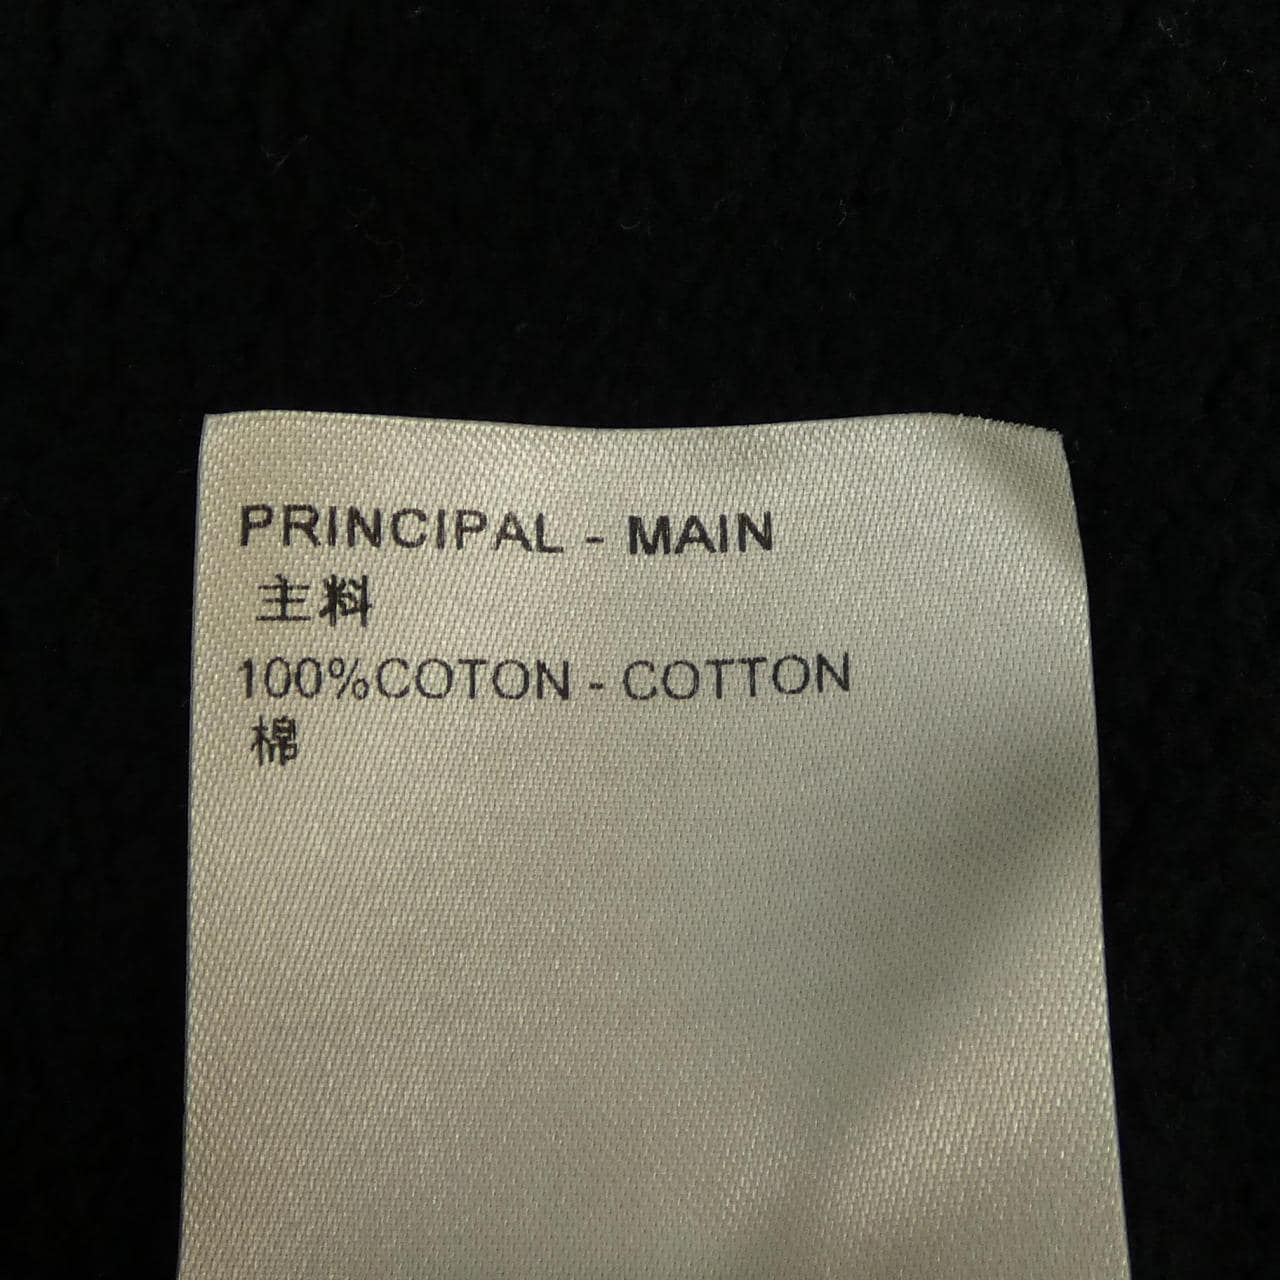 PRINCIPAL - MAIN
主料
100%COTON - COTTON
棉